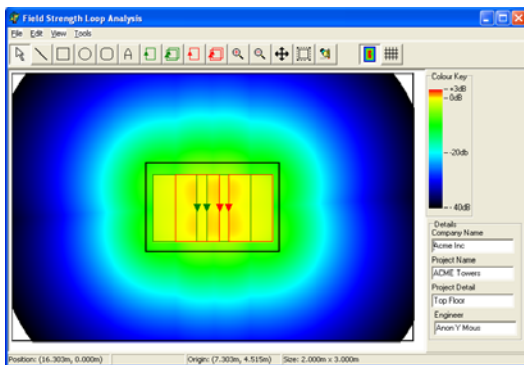 Field Strength Loop Analysis
File Edit View Tools
A
Colour Key
+3dB
0dB
-20db
-40dB
Details
Company Name
Acme Inc
Project Name
ACME Towers
Project Detail
Top Floor
Engineer
Anon Y Mous
Position: (16.303m, 0.000m) Origin: (7.303m, 4.515m) Size: 2.000m x 3.000m